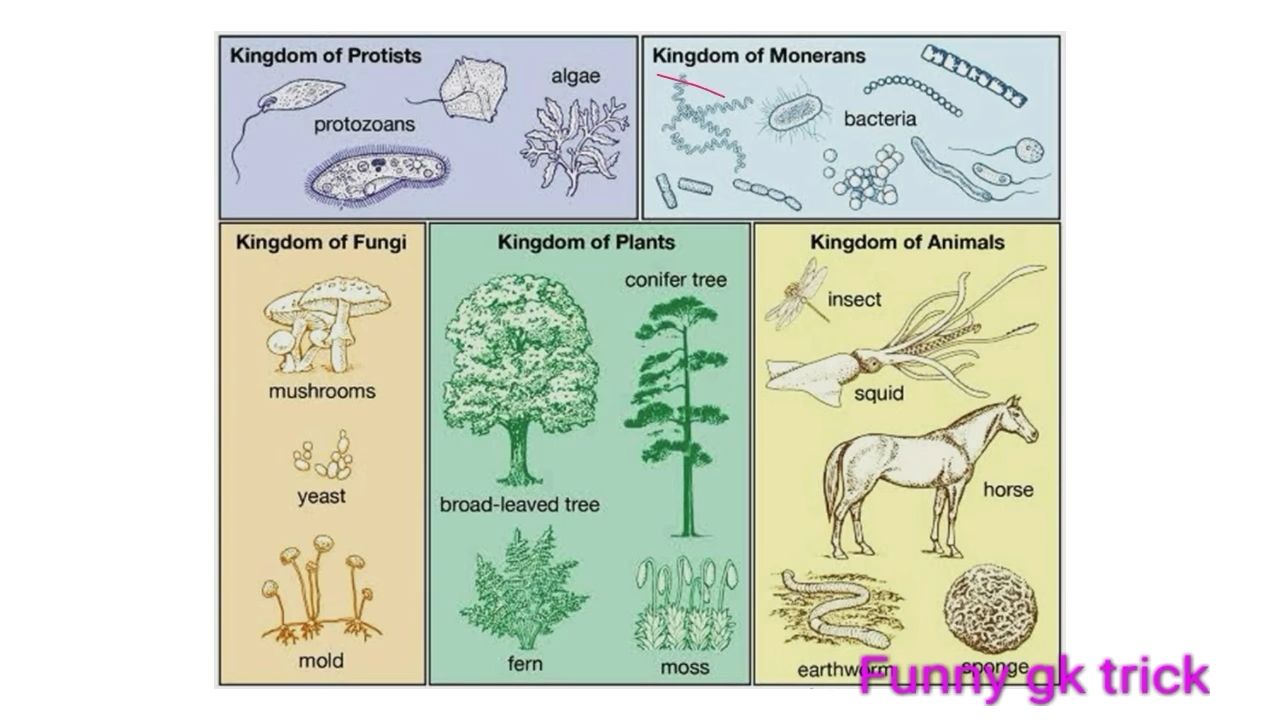 Kingdom of Protists
algae
protozoans
Kingdom of Monerans
bacteria
Kingdom of Fungi
mushrooms
yeast
mold
Kingdom of Plants
conifer tree
broad-leaved tree
fern
moss
Kingdom of Animals
insect
squid
horse
earthworm
sponge
Funny gk trick